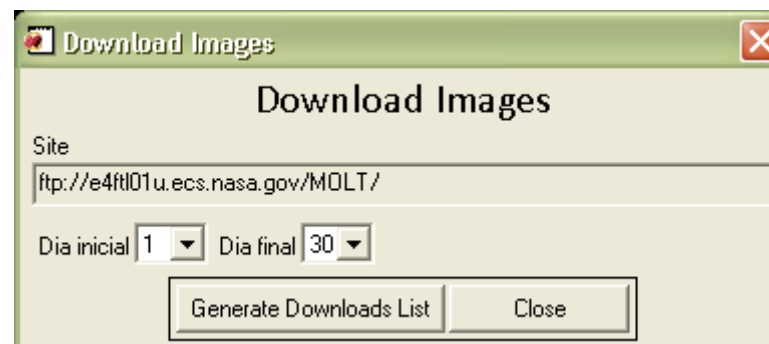 Download Images
Download Images
Site
ftp://e4ftl01u.ecs.nasa.gov/MOLT/
Dia inicial 1 Dia final 30
Generate Downloads List Close